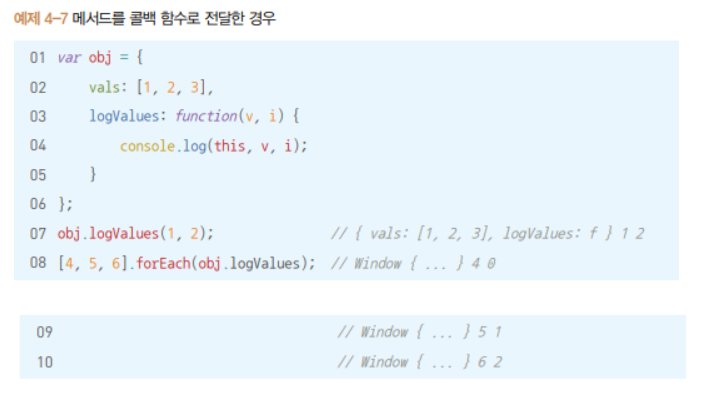 예제 4-7 메서드를 콜백 함수로 전달한 경우
01 var obj = {
02     vals: [1, 2, 3],
03     logValues: function(v, i) {
04         console.log(this, v, i);
05     }
06 };
07 obj.logValues(1, 2);               // { vals: [1, 2, 3], logValues: f } 1 2
08 [4, 5, 6].forEach(obj.logValues);  // Window { ... } 4 0
09                                    // Window { ... } 5 1
10                                    // Window { ... } 6 2